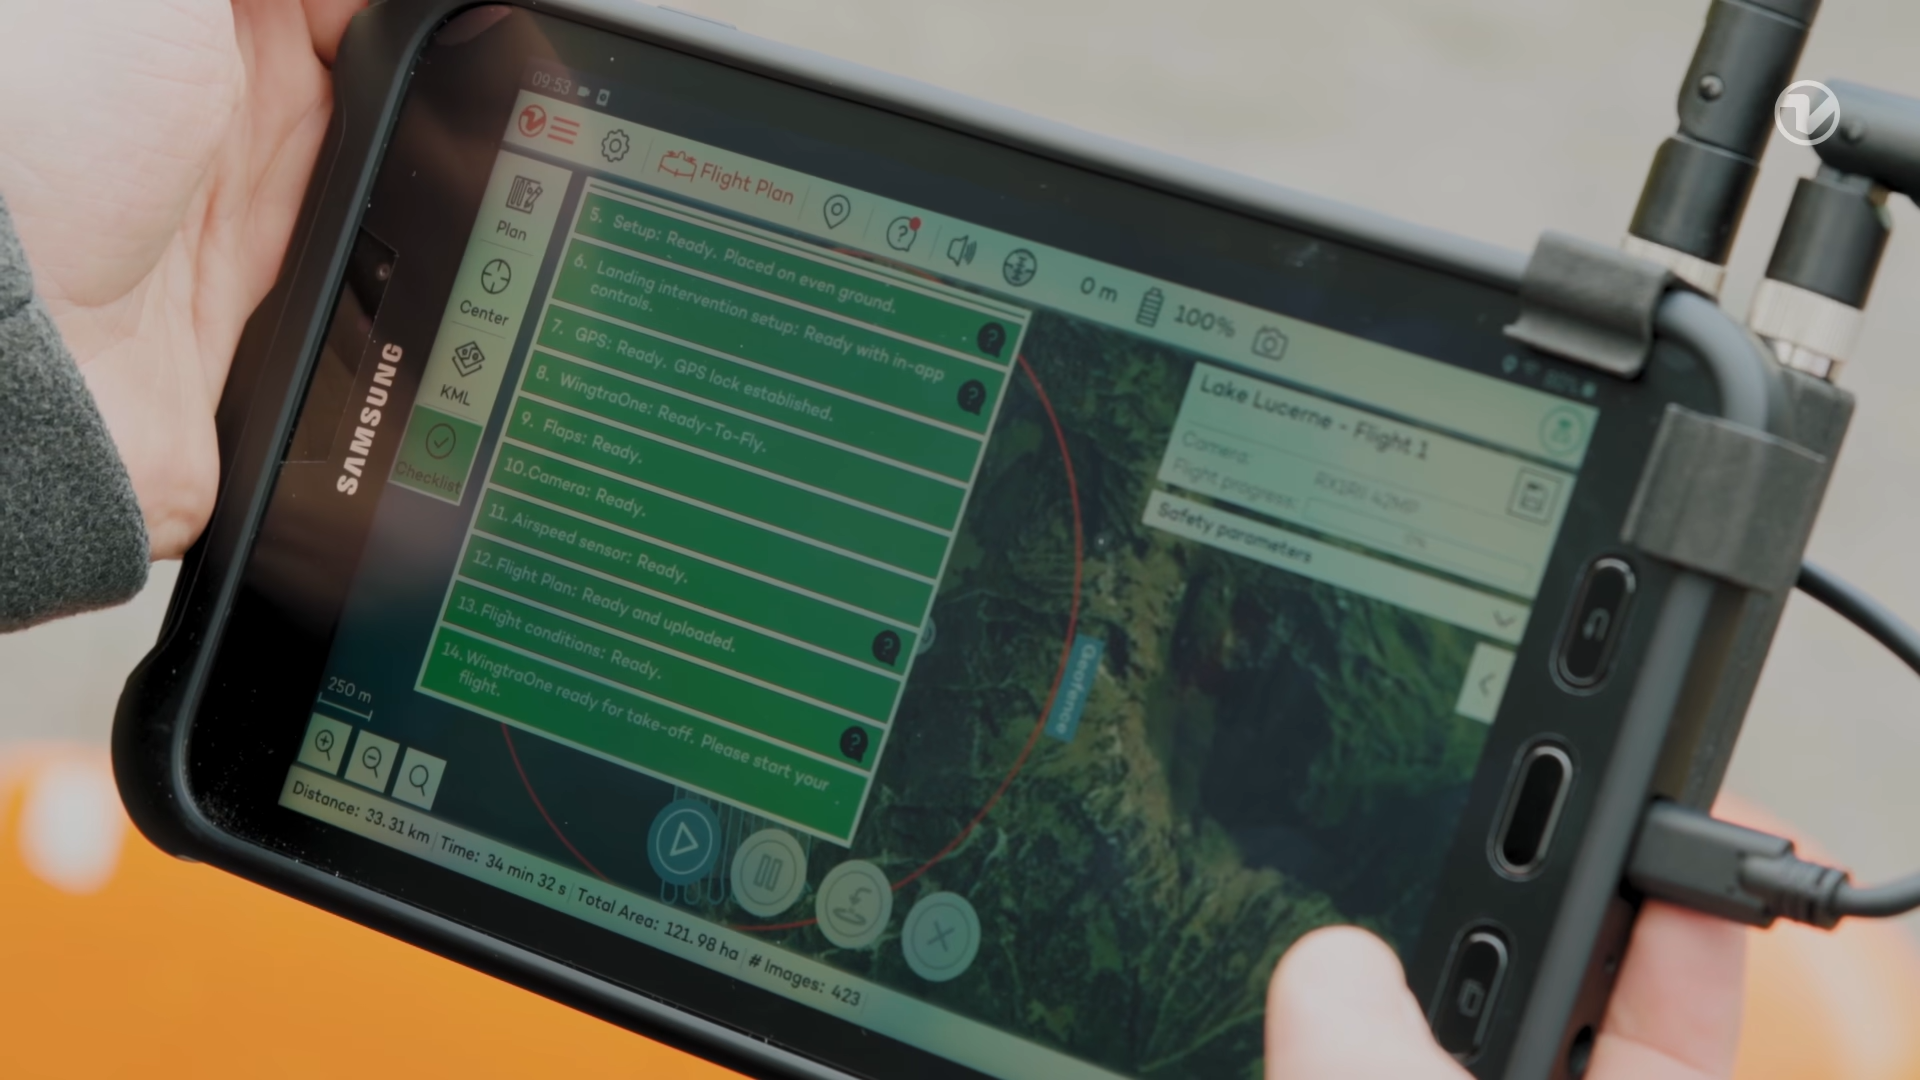 09:53
Flight Plan
0 m
100%
Plan
Center
KML
Checklist
SAMSUNG
5. Setup: Ready. Placed on even ground.
6. Landing intervention setup: Ready with in-app
controls.
7. GPS: Ready. GPS lock established.
8. WingtraOne: Ready-To-Fly.
9. Flaps: Ready.
10. Camera: Ready.
11. Airspeed sensor: Ready.
12. Flight Plan: Ready and uploaded.
13. Flight conditions: Ready.
14. WingtraOne ready for take-off. Please start your
flight.
Lake Lucerne - Flight 1
Camera: RX1RII 42MP
Flight progress:
Safety parameters
Geofence
250 m
Distance: 33.31 km Time: 34 min 32 s Total Area: 121.98 ha # Images: 423